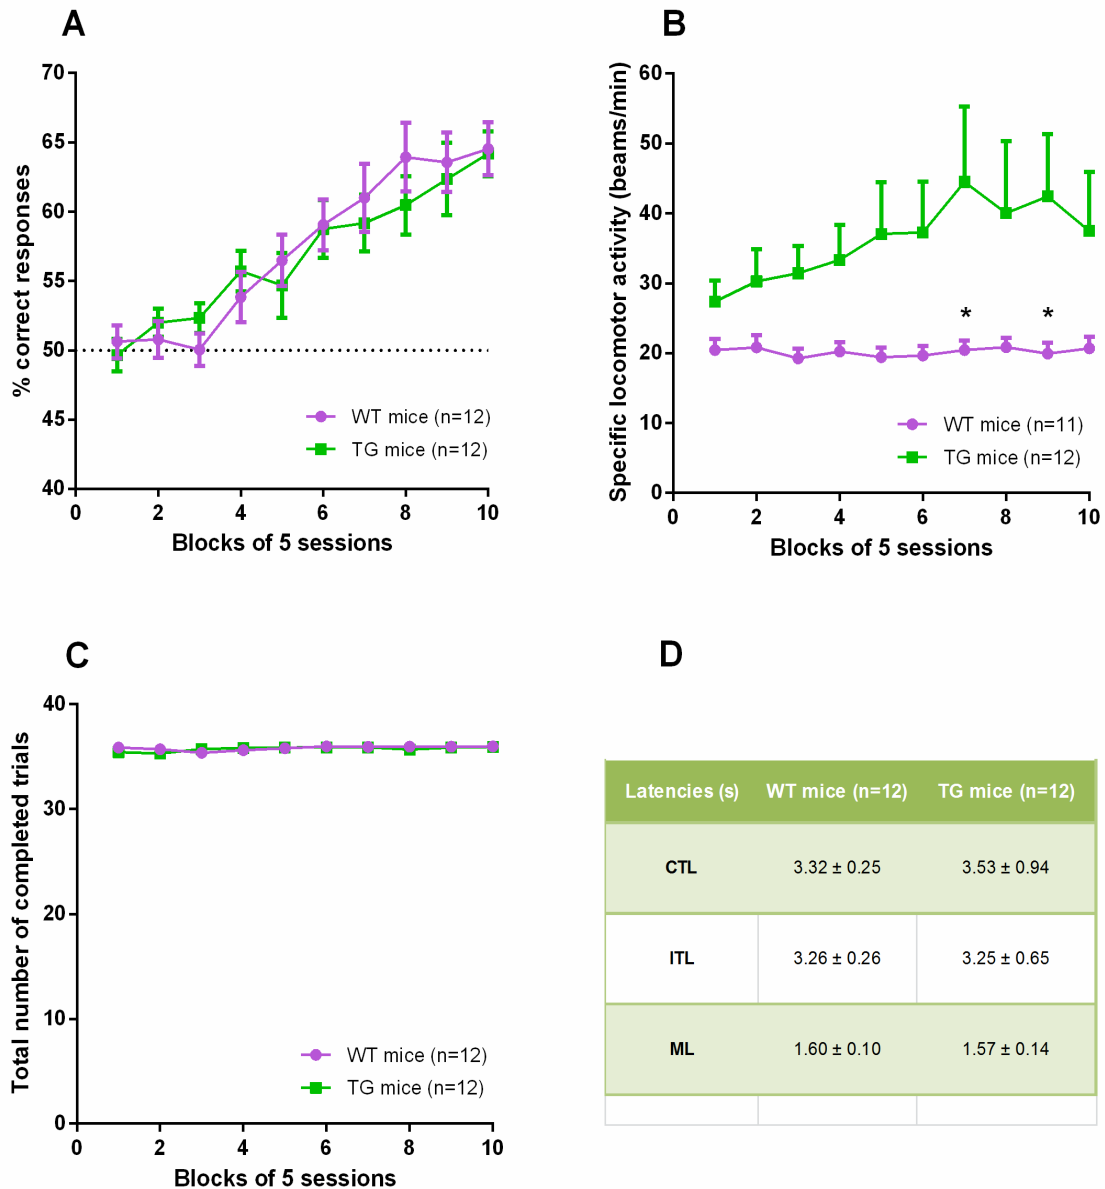 A
70
65
60
55
50
45
40
0
2
4
6
8
10
% correct responses
Blocks of 5 sessions
WT mice (n=12)
TG mice (n=12)
B
60
50
40
30
20
10
0
0
2
4
6
8
10
Specific locomotor activity (beams/min)
Blocks of 5 sessions
* *
WT mice (n=11)
TG mice (n=12)
C
40
30
20
10
0
0
2
4
6
8
10
Total number of completed trials
Blocks of 5 sessions
WT mice (n=12)
TG mice (n=12)
D
Latencies (s) WT mice (n=12) TG mice (n=12)
CTL 3.32 ± 0.25 3.53 ± 0.94
ITL 3.26 ± 0.26 3.25 ± 0.65
ML 1.60 ± 0.10 1.57 ± 0.14